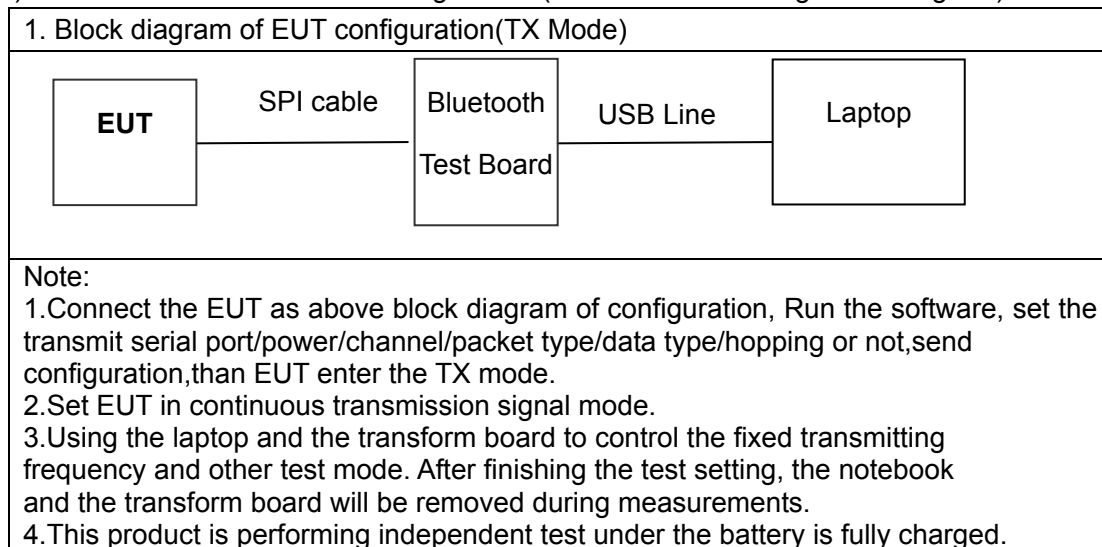 1. Block diagram of EUT configuration(TX Mode)
EUT
SPI cable
Bluetooth
Test Board
USB Line
Laptop
Note:
1.Connect the EUT as above block diagram of configuration, Run the software, set the
transmit serial port/power/channel/packet type/data type/hopping or not,send
configuration,than EUT enter the TX mode.
2.Set EUT in continuous transmission signal mode.
3.Using the laptop and the transform board to control the fixed transmitting
frequency and other test mode. After finishing the test setting, the notebook
and the transform board will be removed during measurements.
4.This product is performing independent test under the battery is fully charged.